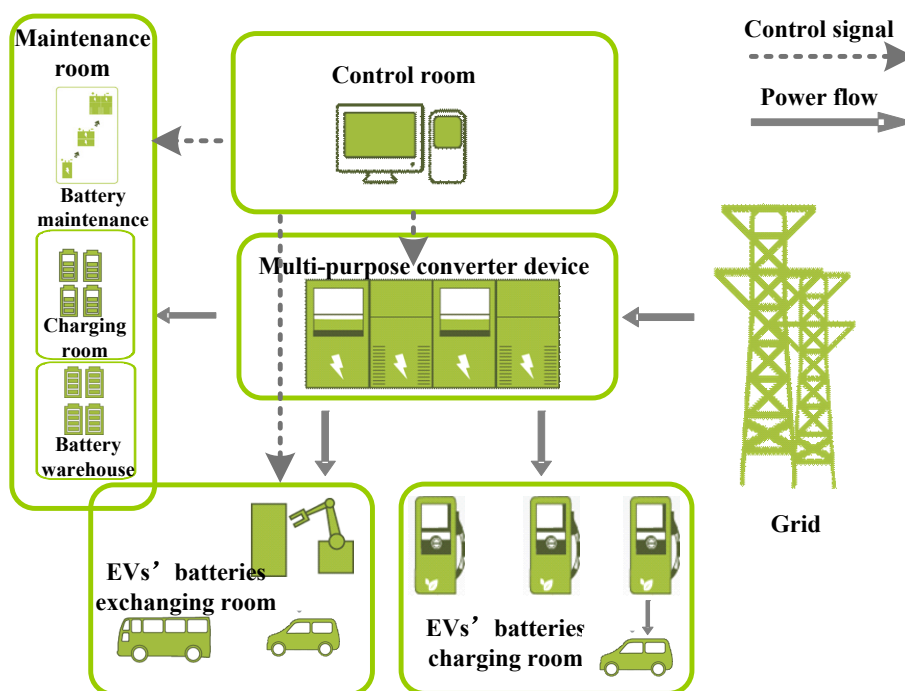 Maintenance
room
Battery
maintenance
Charging
room
Battery
warehouse
Control room
Multi-purpose converter device
Control signal
Power flow
Grid
EVs’ batteries
exchanging room
EVs’ batteries
charging room